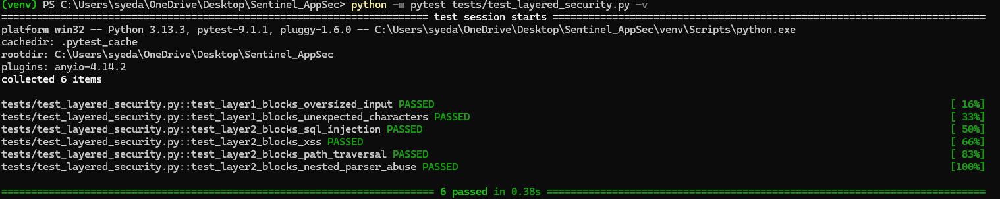 (venv) PS C:\Users\syeda\OneDrive\Desktop\Sentinel_AppSec> python -m pytest tests/test_layered_security.py -v
======================================================================= test session starts =======================================================================
platform win32 -- Python 3.13.3, pytest-9.1.1, pluggy-1.6.0 -- C:\Users\syeda\OneDrive\Desktop\Sentinel_AppSec\venv\Scripts\python.exe
cachedir: .pytest_cache
rootdir: C:\Users\syeda\OneDrive\Desktop\Sentinel_AppSec
plugins: anyio-4.14.2
collected 6 items
tests/test_layered_security.py::test_layer1_blocks_oversized_input PASSED [ 16%]
tests/test_layered_security.py::test_layer1_blocks_unexpected_characters PASSED [ 33%]
tests/test_layered_security.py::test_layer2_blocks_sql_injection PASSED [ 50%]
tests/test_layered_security.py::test_layer2_blocks_xss PASSED [ 66%]
tests/test_layered_security.py::test_layer2_blocks_path_traversal PASSED [ 83%]
tests/test_layered_security.py::test_layer2_blocks_nested_parser_abuse PASSED [100%]
======================================================================== 6 passed in 0.38s ========================================================================